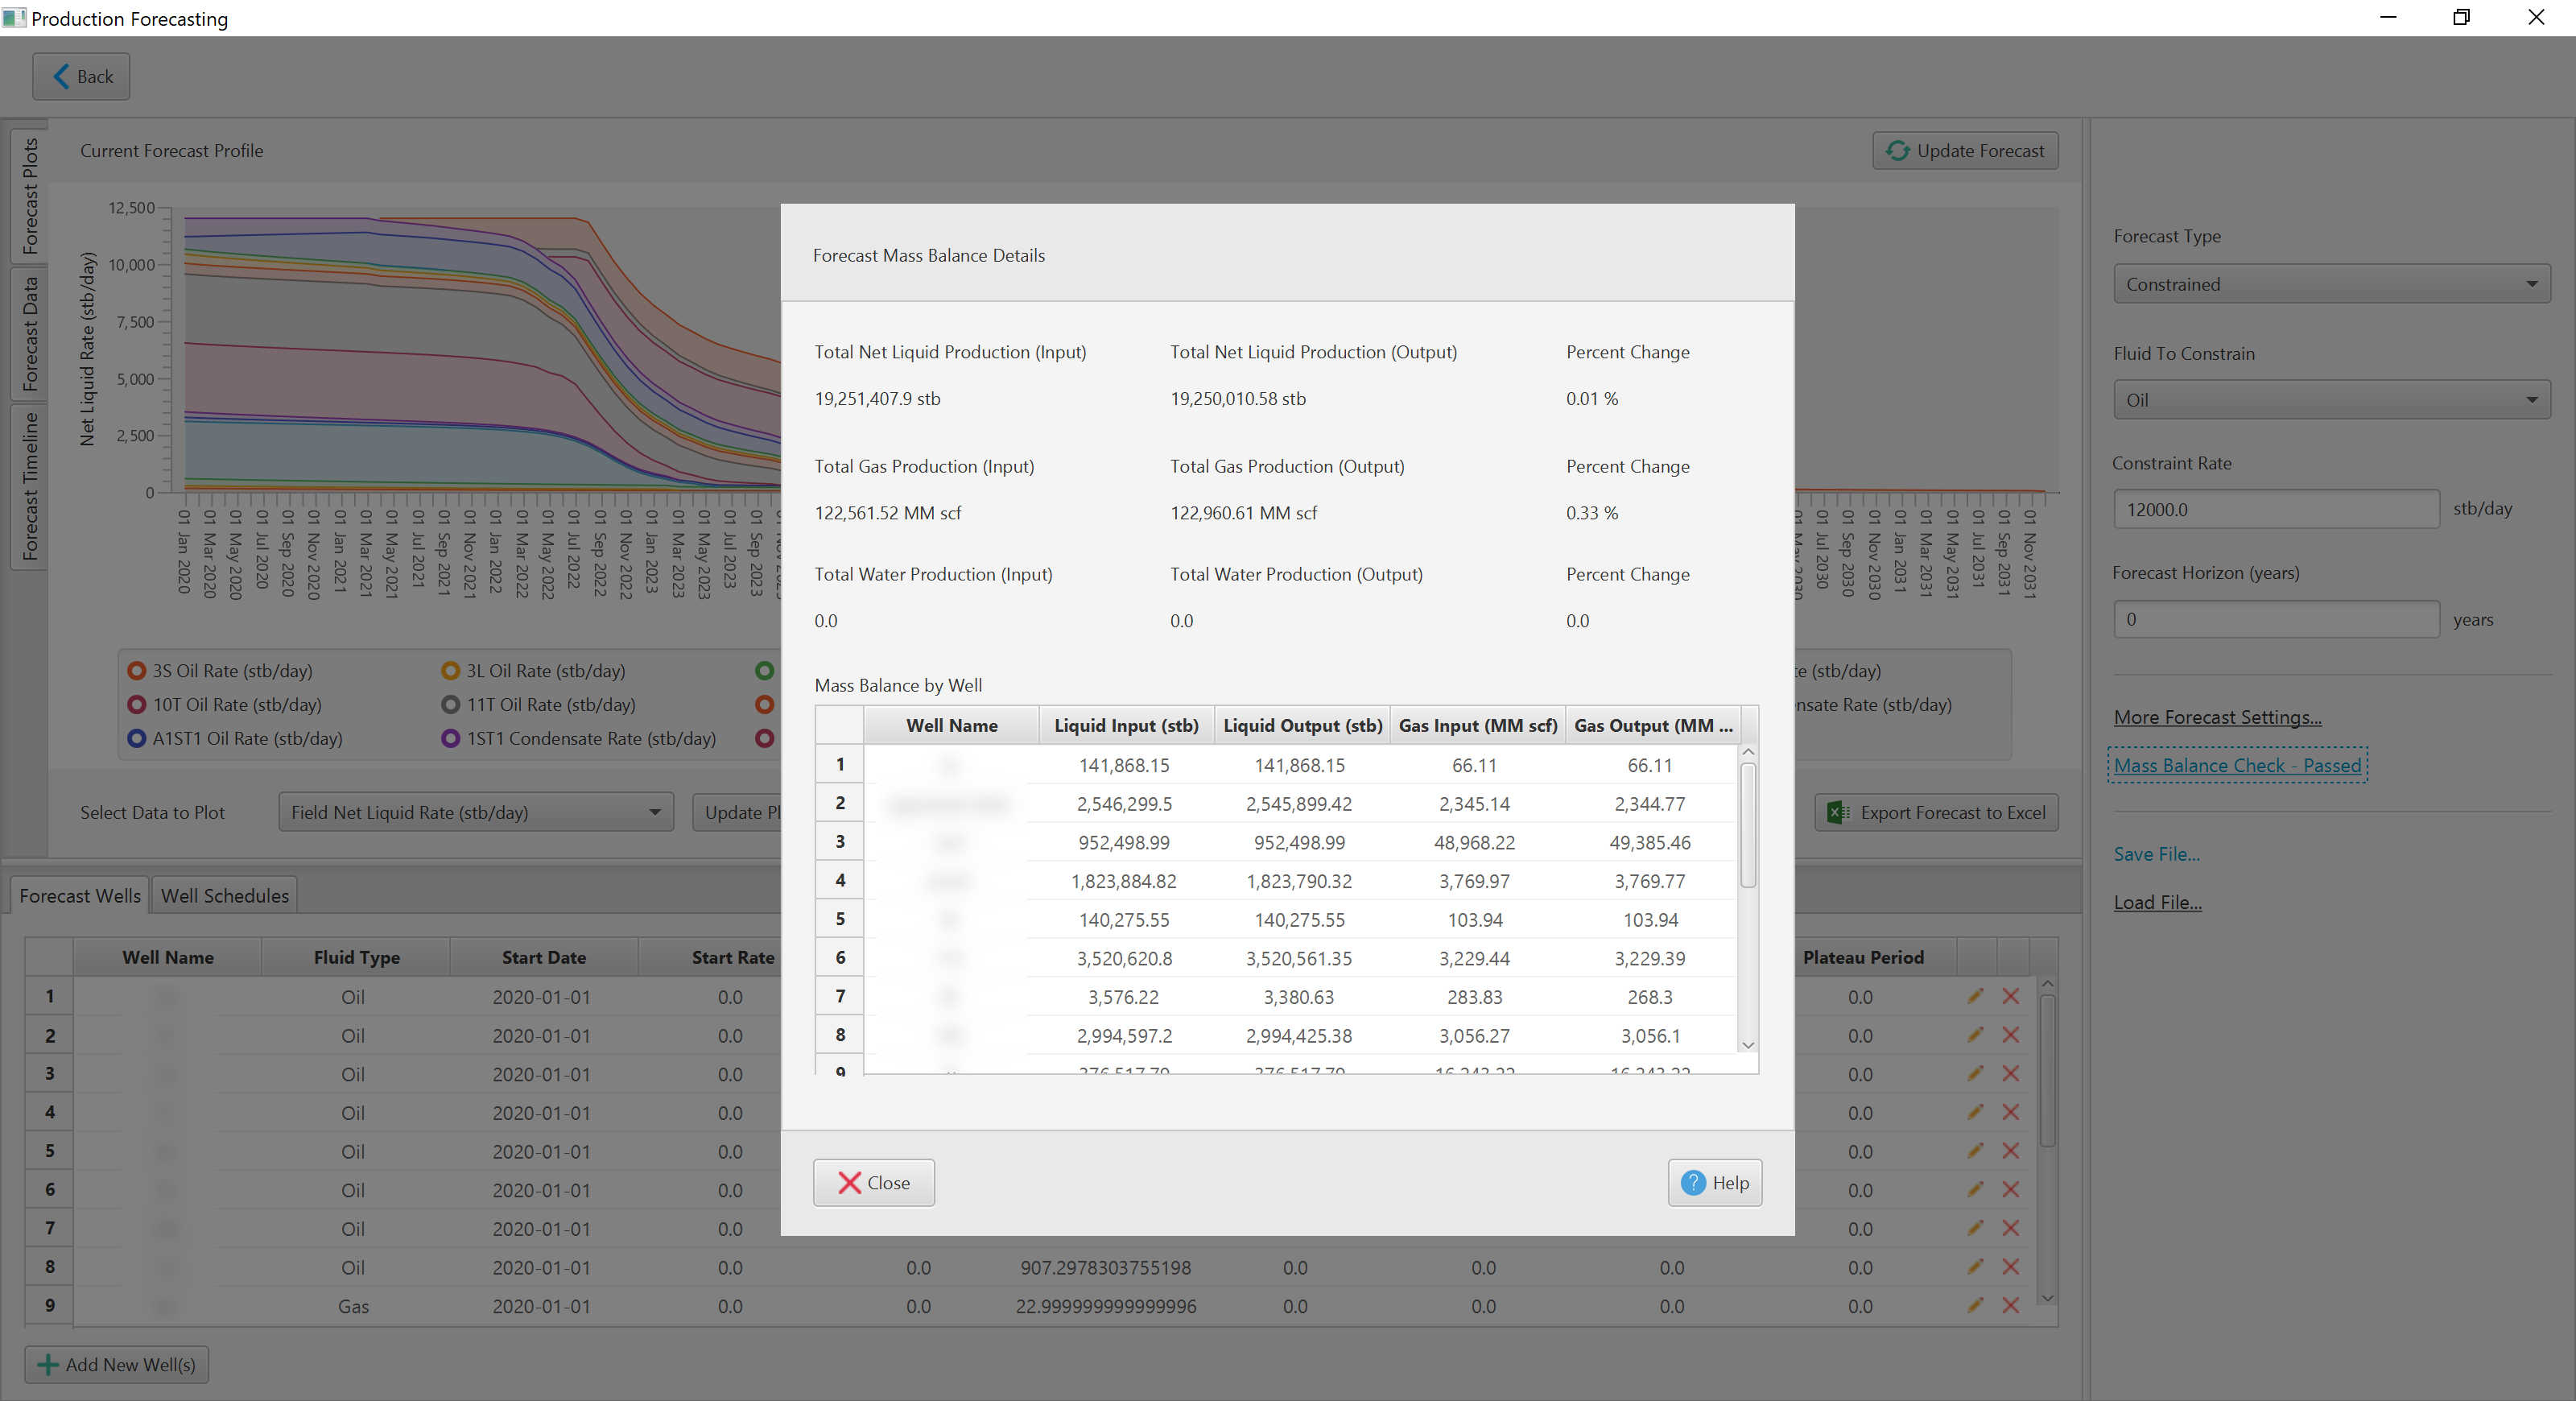 Production Forecasting
Back
Forecast Plots
Forecast Data
Forecast Timeline
Current Forecast Profile
Update Forecast
Net Liquid Rate (stb/day)
12,500
10,000
7,500
5,000
2,500
0
01 Jan 2020
01 Mar 2020
01 May 2020
01 Jul 2020
01 Sep 2020
01 Nov 2020
01 Jan 2021
01 Mar 2021
01 May 2021
01 Jul 2021
01 Sep 2021
01 Nov 2021
01 Jan 2022
01 Mar 2022
01 May 2022
01 Jul 2022
01 Sep 2022
01 Nov 2022
01 Jan 2023
01 Mar 2023
01 May 2023
01 Jul 2023
01 Sep 2023
01 May 2030
01 Jul 2030
01 Sep 2030
01 Nov 2030
01 Jan 2031
01 Mar 2031
01 May 2031
01 Jul 2031
01 Sep 2031
01 Nov 2031
3S Oil Rate (stb/day)
3L Oil Rate (stb/day)
te (stb/day)
10T Oil Rate (stb/day)
11T Oil Rate (stb/day)
nsate Rate (stb/day)
A1ST1 Oil Rate (stb/day)
1ST1 Condensate Rate (stb/day)
Select Data to Plot
Field Net Liquid Rate (stb/day)
Update Pl
Export Forecast to Excel
Forecast Mass Balance Details
Total Net Liquid Production (Input) Total Net Liquid Production (Output) Percent Change
19,251,407.9 stb 19,250,010.58 stb 0.01 %
Total Gas Production (Input) Total Gas Production (Output) Percent Change
122,561.52 MM scf 122,960.61 MM scf 0.33 %
Total Water Production (Input) Total Water Production (Output) Percent Change
0.0 0.0 0.0
Mass Balance by Well
Well Name Liquid Input (stb) Liquid Output (stb) Gas Input (MM scf) Gas Output (MM ...
1 141,868.15 141,868.15 66.11 66.11
2 2,546,299.5 2,545,899.42 2,345.14 2,344.77
3 952,498.99 952,498.99 48,968.22 49,385.46
4 1,823,884.82 1,823,790.32 3,769.97 3,769.77
5 140,275.55 140,275.55 103.94 103.94
6 3,520,620.8 3,520,561.35 3,229.44 3,229.39
7 3,576.22 3,380.63 283.83 268.3
8 2,994,597.2 2,994,425.38 3,056.27 3,056.1
9 376,517.79 376,517.79 16,243.22 16,243.22
Close
Help
Forecast Type
Constrained
Fluid To Constrain
Oil
Constraint Rate
12000.0 stb/day
Forecast Horizon (years)
0 years
More Forecast Settings...
Mass Balance Check - Passed
Save File...
Load File...
Forecast Wells Well Schedules
Well Name Fluid Type Start Date Start Rate Plateau Period
1 Oil 2020-01-01 0.0 0.0
2 Oil 2020-01-01 0.0 0.0
3 Oil 2020-01-01 0.0 0.0
4 Oil 2020-01-01 0.0 0.0
5 Oil 2020-01-01 0.0 0.0
6 Oil 2020-01-01 0.0 0.0
7 Oil 2020-01-01 0.0 0.0
8 Oil 2020-01-01 0.0 0.0 907.2978303755198 0.0 0.0 0.0 0.0
9 Gas 2020-01-01 0.0 0.0 22.999999999999996 0.0 0.0 0.0 0.0
Add New Well(s)